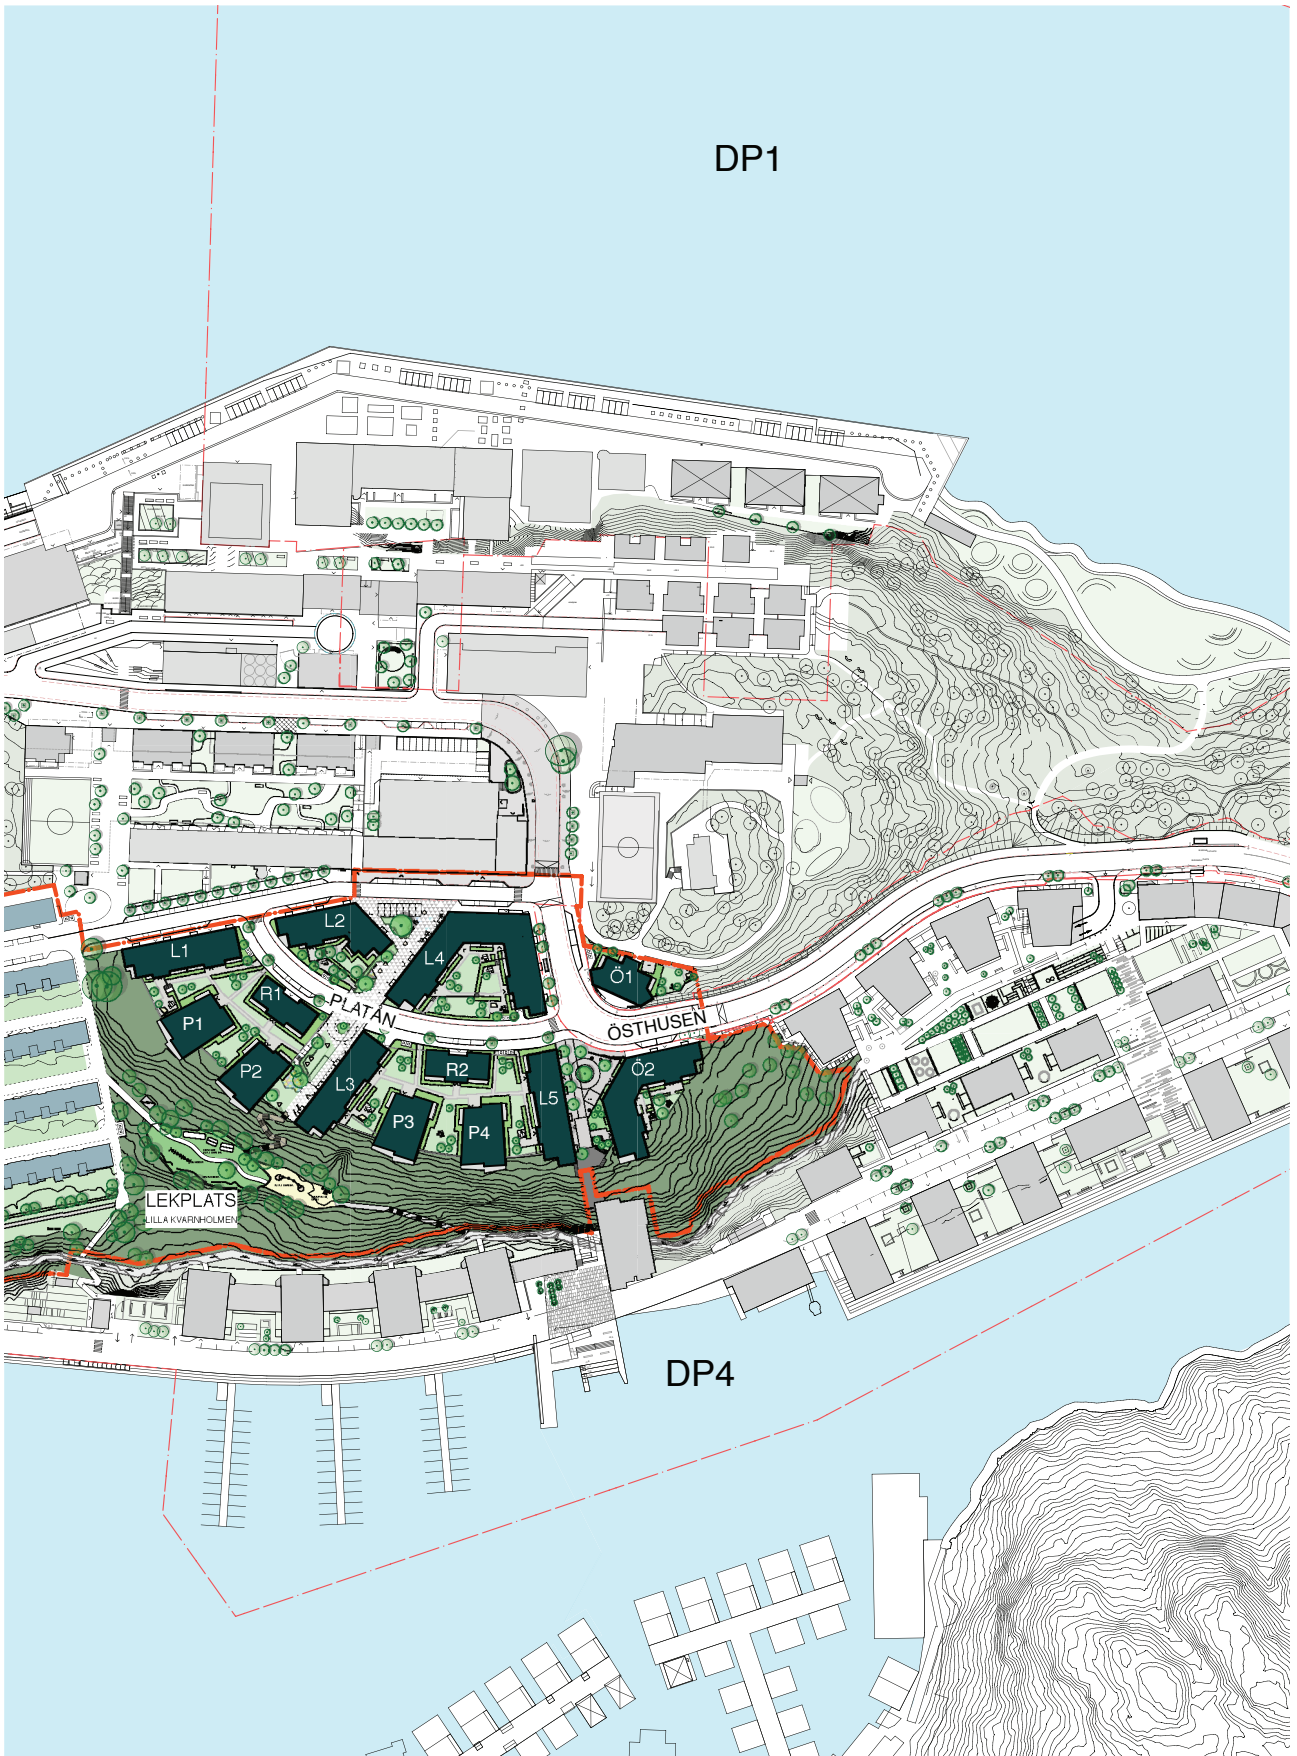 DP1
L1
L2
L4
Ö1
R1
PLATÅN
P1
ÖSTHUSEN
P2
L3
R2
Ö2
L5
P3
P4
LEKPLATS
LILLA KVARNHOLMEN
DP4